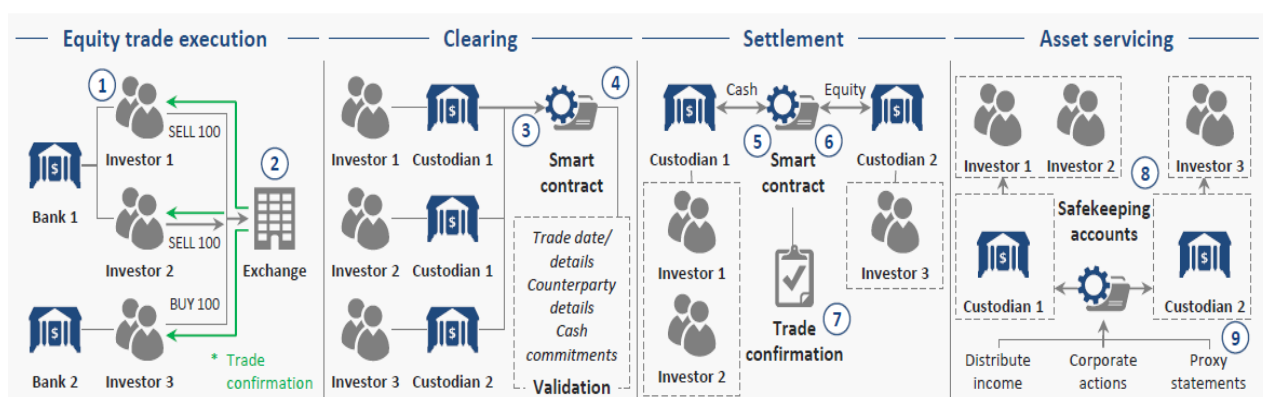 Equity trade execution
1
SELL 100
Investor 1
2
Bank 1
SELL 100
Investor 2
Exchange
BUY 100
Bank 2
Investor 3
* Trade
confirmation
Clearing
4
3
Investor 1
Custodian 1
Smart
contract
Investor 2
Custodian 1
Trade date/
details
Counterparty
details
Cash
commitments
Validation
Investor 3
Custodian 2
Settlement
Cash
Equity
5
6
Custodian 1
Smart
contract
Custodian 2
Investor 1
Investor 3
7
Trade
confirmation
Investor 2
Asset servicing
Investor 1
Investor 2
Investor 3
8
Safekeeping
accounts
Custodian 1
Custodian 2
9
Distribute
income
Corporate
actions
Proxy
statements